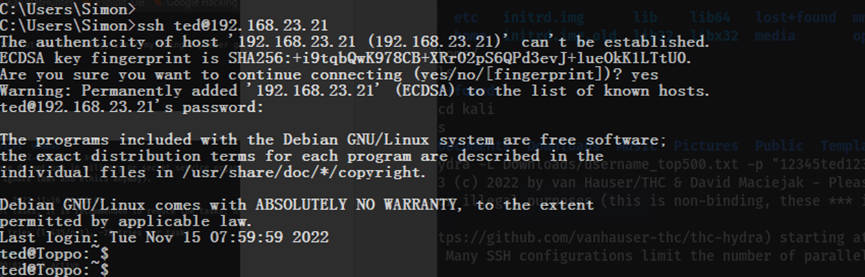 C:\Users\Simon>
C:\Users\Simon>ssh ted@192.168.23.21
The authenticity of host '192.168.23.21 (192.168.23.21)' can't be established.
ECDSA key fingerprint is SHA256:+i9tqbQwK978CB+XRr02pS6QPd3evJ+lueOkK1LTtU0.
Are you sure you want to continue connecting (yes/no/[fingerprint])? yes
Warning: Permanently added '192.168.23.21' (ECDSA) to the list of known hosts.
ted@192.168.23.21's password:
The programs included with the Debian GNU/Linux system are free software;
the exact distribution terms for each program are described in the
individual files in /usr/share/doc/*/copyright.
Debian GNU/Linux comes with ABSOLUTELY NO WARRANTY, to the extent
permitted by applicable law.
Last login: Tue Nov 15 07:59:59 2022
ted@Toppo:~$
ted@Toppo:~$
etc initrd.img lib lib64 lost+found
libx32 media
cd kali
Pictures Public
Downloads/username_top500.txt -p "12345ted123
(c) 2022 by van Hauser/THC & David Maciejak - Pleas
purposes (this is non-binding, these ***
tps://github.com/vanhauser-thc/thc-hydra) starting at
Many SSH configurations limit the number of parallel